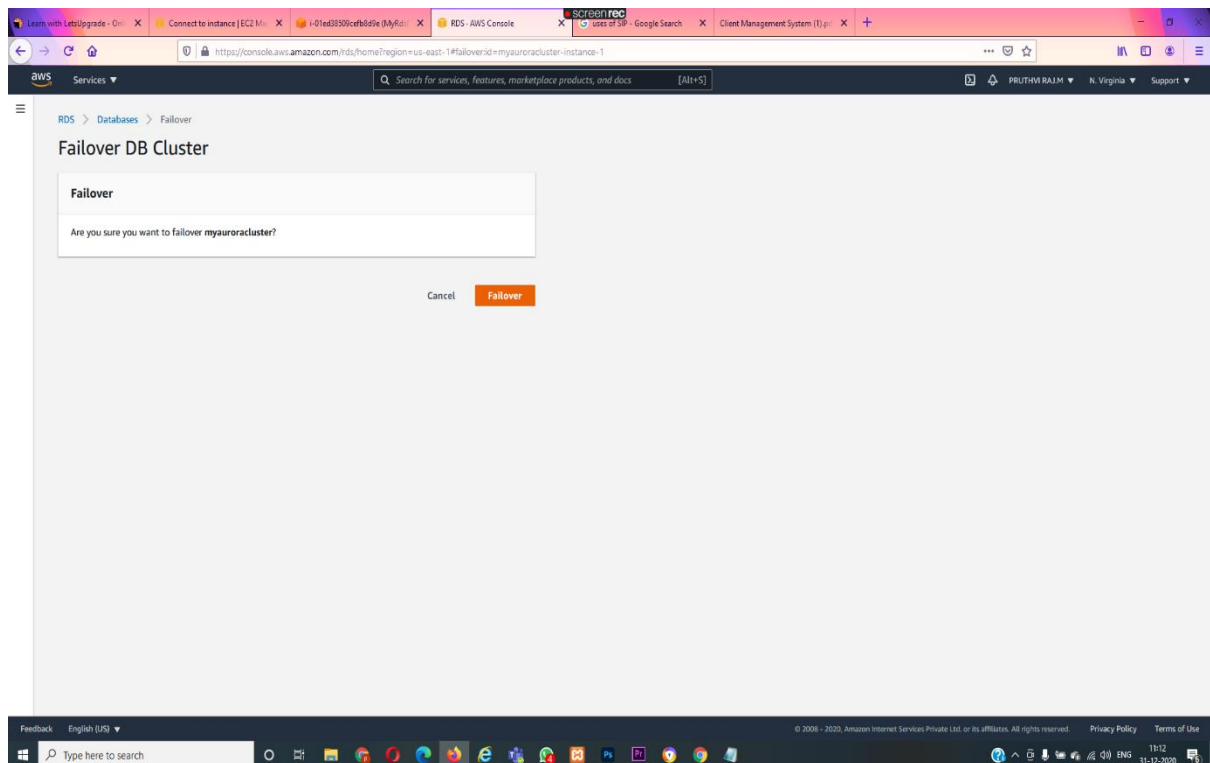 Learn with LetsUpgrade - Onl
Connect to instance | EC2 Ma
i-01ed38509cefb8d9e (MyRds
RDS - AWS Console
screenrec
uses of SIP - Google Search
Client Management System (1).pd
https://console.aws.amazon.com/rds/home?region=us-east-1#failover:id=myauroracluster-instance-1
aws
Services
Search for services, features, marketplace products, and docs
[Alt+S]
PRUTHVI RAJ.M
N. Virginia
Support
RDS > Databases > Failover
Failover DB Cluster
Failover
Are you sure you want to failover myauroracluster?
Cancel
Failover
Feedback
English (US)
© 2008 - 2020, Amazon Internet Services Private Ltd. or its affiliates. All rights reserved.
Privacy Policy
Terms of Use
Type here to search
Ps
Pr
ENG
11:12
31-12-2020